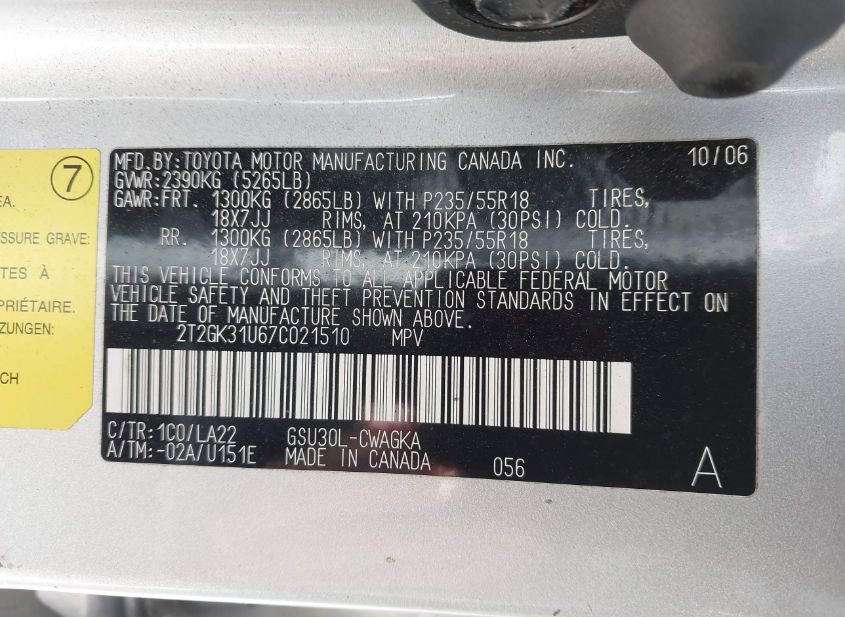 7
EA.
SSURE GRAVE:
TES À
PRIÉTAIRE.
ZUNGEN:
CH
MFD.BY:TOYOTA MOTOR MANUFACTURING CANADA INC. 10/06
GVWR:2390KG (5265LB)
GAWR:FRT. 1300KG (2865LB) WITH P235/55R18 TIRES,
18X7JJ RIMS, AT 210KPA (30PSI) COLD.
RR. 1300KG (2865LB) WITH P235/55R18 TIRES,
18X7JJ RIMS, AT 210KPA (30PSI) COLD.
THIS VEHICLE CONFORMS TO ALL APPLICABLE FEDERAL MOTOR
VEHICLE SAFETY AND THEFT PREVENTION STANDARDS IN EFFECT ON
THE DATE OF MANUFACTURE SHOWN ABOVE.
2T2GK31U67C021510 MPV
C/TR:1C0/LA22 GSU30L-CWAGKA
A/TM:-02A/U151E MADE IN CANADA 056 A